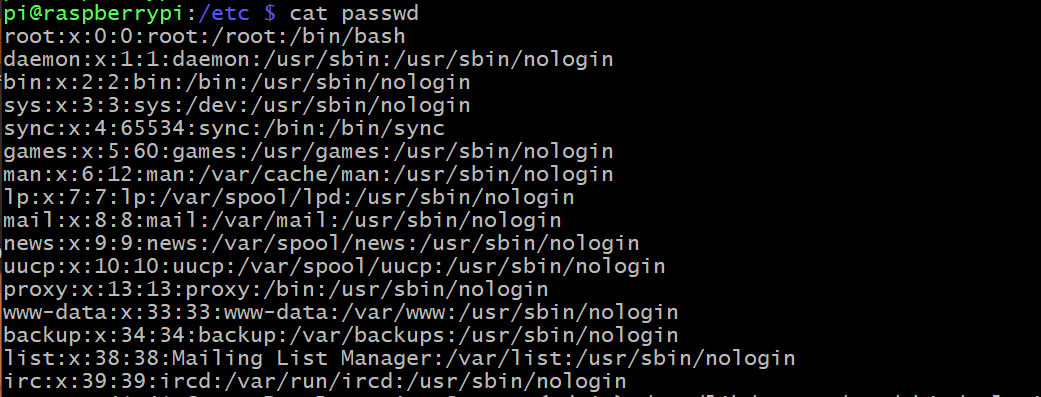 pi@raspberrypi:/etc $ cat passwd
root:x:0:0:root:/root:/bin/bash
daemon:x:1:1:daemon:/usr/sbin:/usr/sbin/nologin
bin:x:2:2:bin:/bin:/usr/sbin/nologin
sys:x:3:3:sys:/dev:/usr/sbin/nologin
sync:x:4:65534:sync:/bin:/bin/sync
games:x:5:60:games:/usr/games:/usr/sbin/nologin
man:x:6:12:man:/var/cache/man:/usr/sbin/nologin
lp:x:7:7:lp:/var/spool/lpd:/usr/sbin/nologin
mail:x:8:8:mail:/var/mail:/usr/sbin/nologin
news:x:9:9:news:/var/spool/news:/usr/sbin/nologin
uucp:x:10:10:uucp:/var/spool/uucp:/usr/sbin/nologin
proxy:x:13:13:proxy:/bin:/usr/sbin/nologin
www-data:x:33:33:www-data:/var/www:/usr/sbin/nologin
backup:x:34:34:backup:/var/backups:/usr/sbin/nologin
list:x:38:38:Mailing List Manager:/var/list:/usr/sbin/nologin
irc:x:39:39:ircd:/var/run/ircd:/usr/sbin/nologin